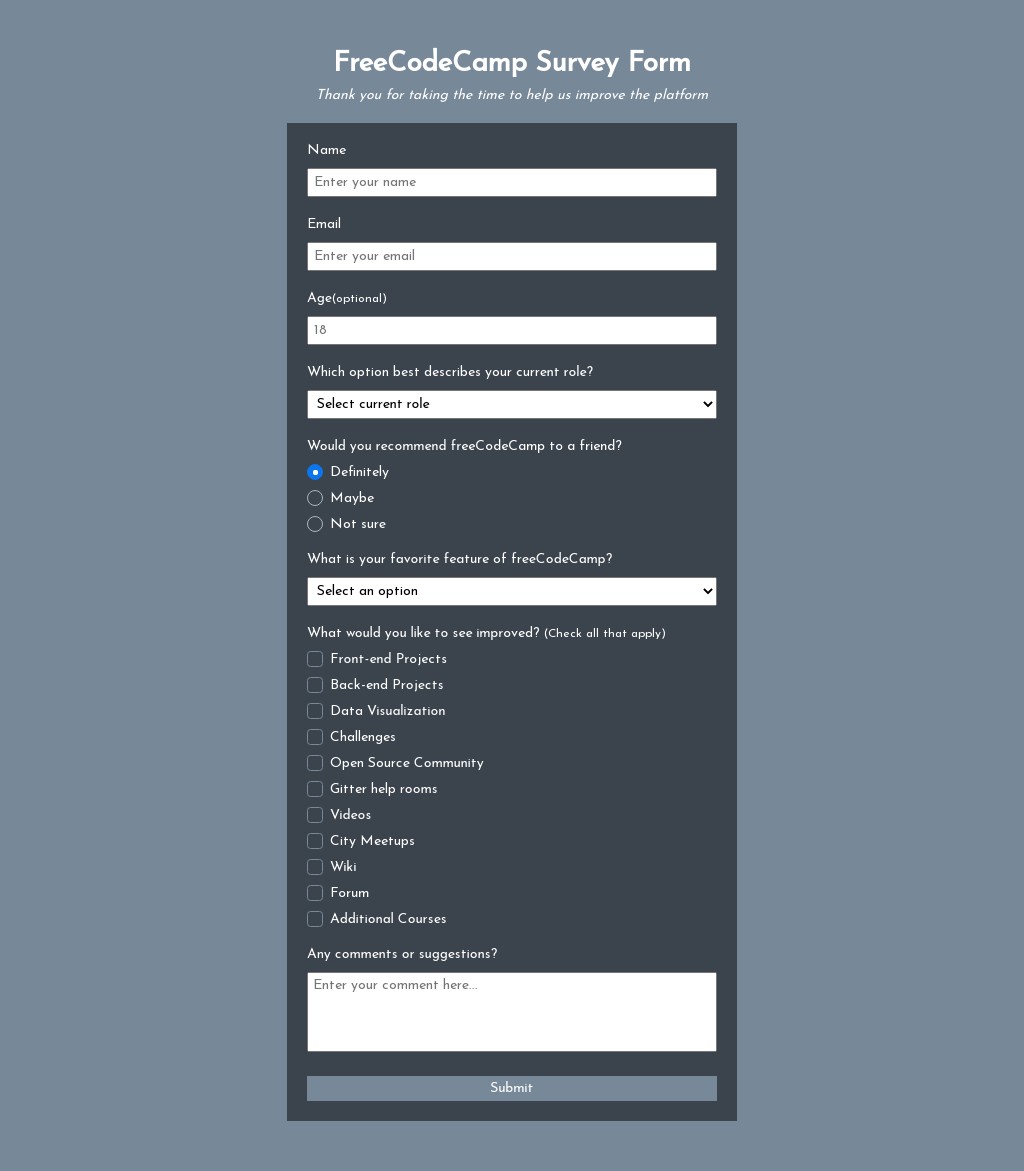 FreeCodeCamp Survey Form
Thank you for taking the time to help us improve the platform
Name
Enter your name
Email
Enter your email
Age(optional)
18
Which option best describes your current role?
Select current role
Would you recommend freeCodeCamp to a friend?
Definitely
Maybe
Not sure
What is your favorite feature of freeCodeCamp?
Select an option
What would you like to see improved? (Check all that apply)
Front-end Projects
Back-end Projects
Data Visualization
Challenges
Open Source Community
Gitter help rooms
Videos
City Meetups
Wiki
Forum
Additional Courses
Any comments or suggestions?
Enter your comment here...
Submit